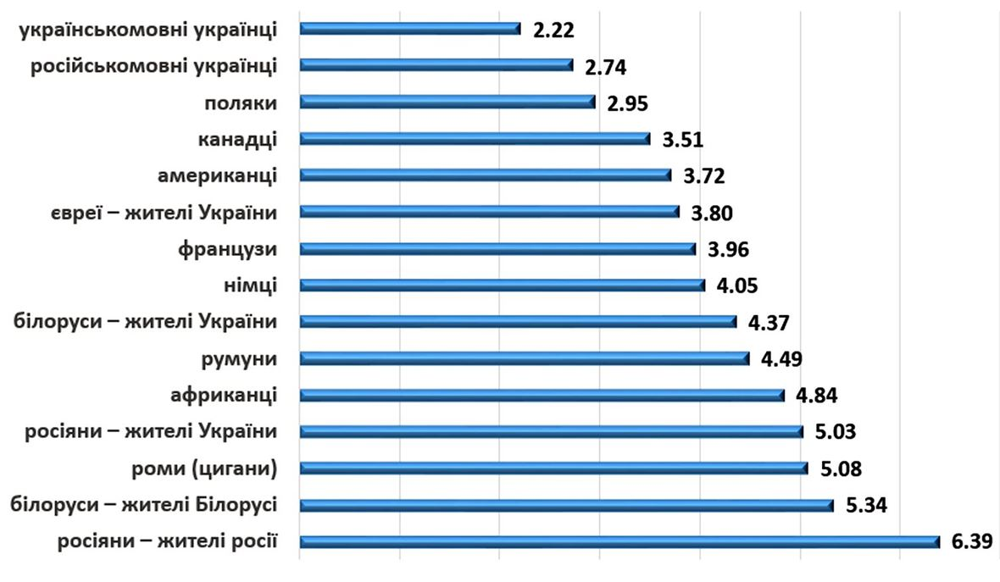 українськомовні українці 2.22
російськомовні українці 2.74
поляки 2.95
канадці 3.51
американці 3.72
євреї – жителі України 3.80
французи 3.96
німці 4.05
білоруси – жителі України 4.37
румуни 4.49
африканці 4.84
росіяни – жителі України 5.03
роми (цигани) 5.08
білоруси – жителі Білорусі 5.34
росіяни – жителі росії 6.39